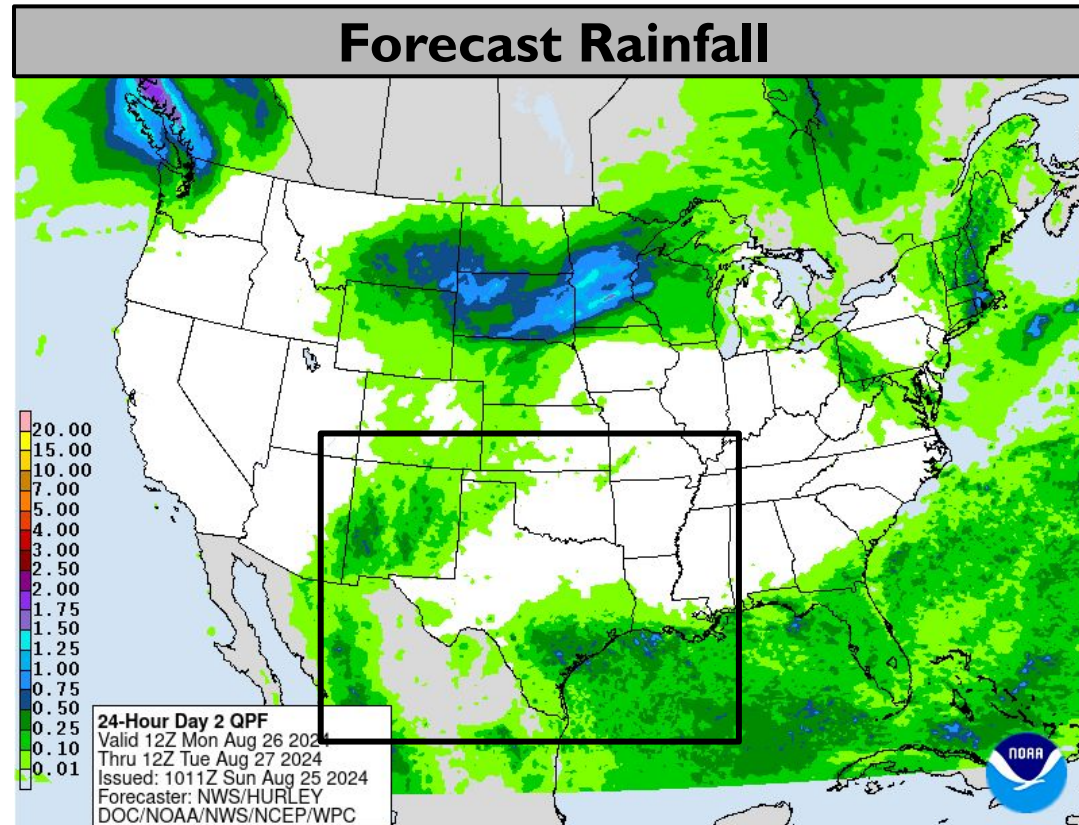 Forecast Rainfall
20.00
15.00
10.00
7.00
5.00
4.00
3.00
2.50
2.00
1.75
1.50
1.25
1.00
0.75
0.50
0.25
0.10
0.01
24-Hour Day 2 QPF
Valid 12Z Mon Aug 26 2024
Thru 12Z Tue Aug 27 2024
Issued: 1011Z Sun Aug 25 2024
Forecaster: NWS/HURLEY
DOC/NOAA/NWS/NCEP/WPC
NOAA